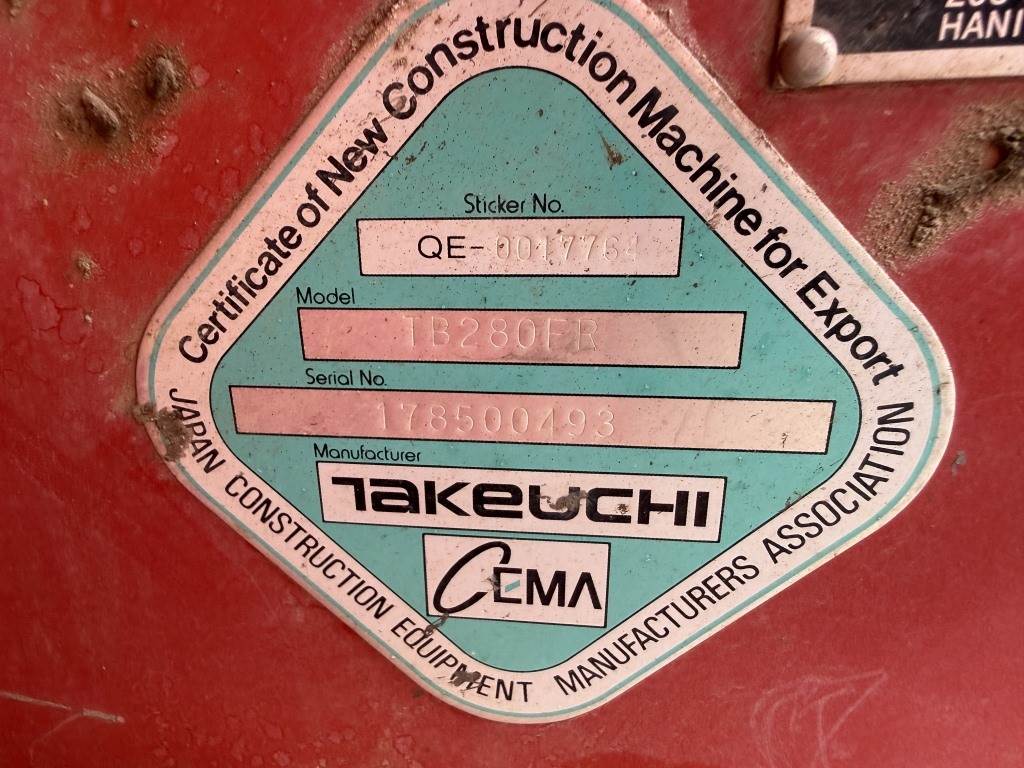 HANI
Certificate of New Construction Machine for Export
Sticker No.
QE-0017764
Model
TB280FR
Serial No.
178500493
Manufacturer
TAKEUCHI
CEMA
JAPAN CONSTRUCTION EQUIPMENT MANUFACTURERS ASSOCIATION